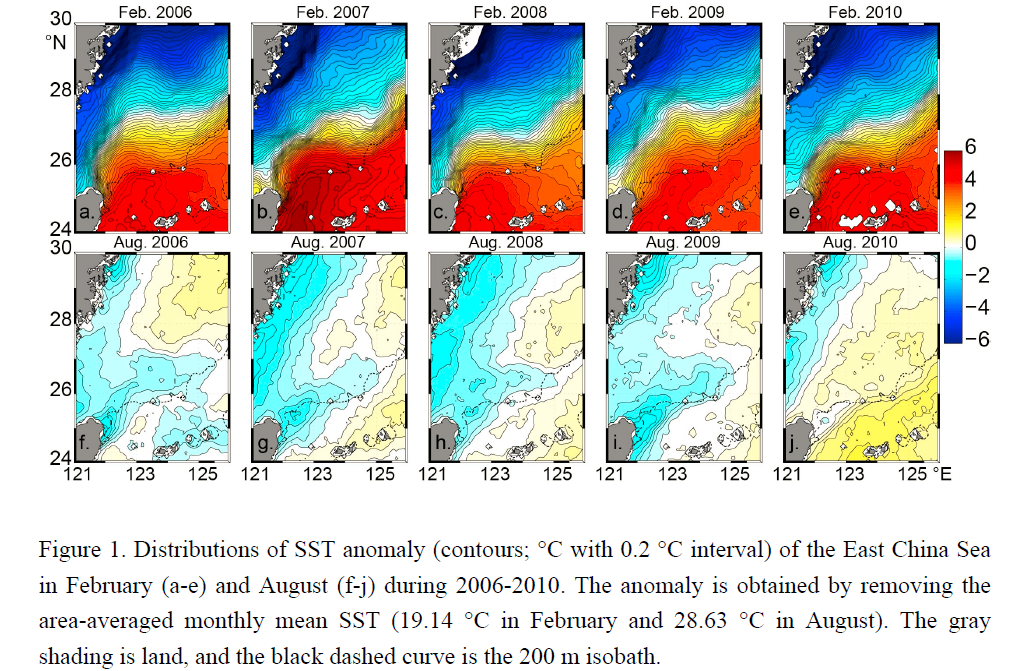 Feb. 2006 Feb. 2007 Feb. 2008 Feb. 2009 Feb. 2010
30
°N
28
26
24
a. b. c. d. e.
6
4
2
0
−2
−4
−6
Aug. 2006 Aug. 2007 Aug. 2008 Aug. 2009 Aug. 2010
30
28
26
24
f. g. h. i. j.
121 123 125 121 123 125 121 123 125 121 123 125 121 123 125 °E
Figure 1. Distributions of SST anomaly (contours; °C with 0.2 °C interval) of the East China Sea
in February (a-e) and August (f-j) during 2006-2010. The anomaly is obtained by removing the
area-averaged monthly mean SST (19.14 °C in February and 28.63 °C in August). The gray
shading is land, and the black dashed curve is the 200 m isobath.